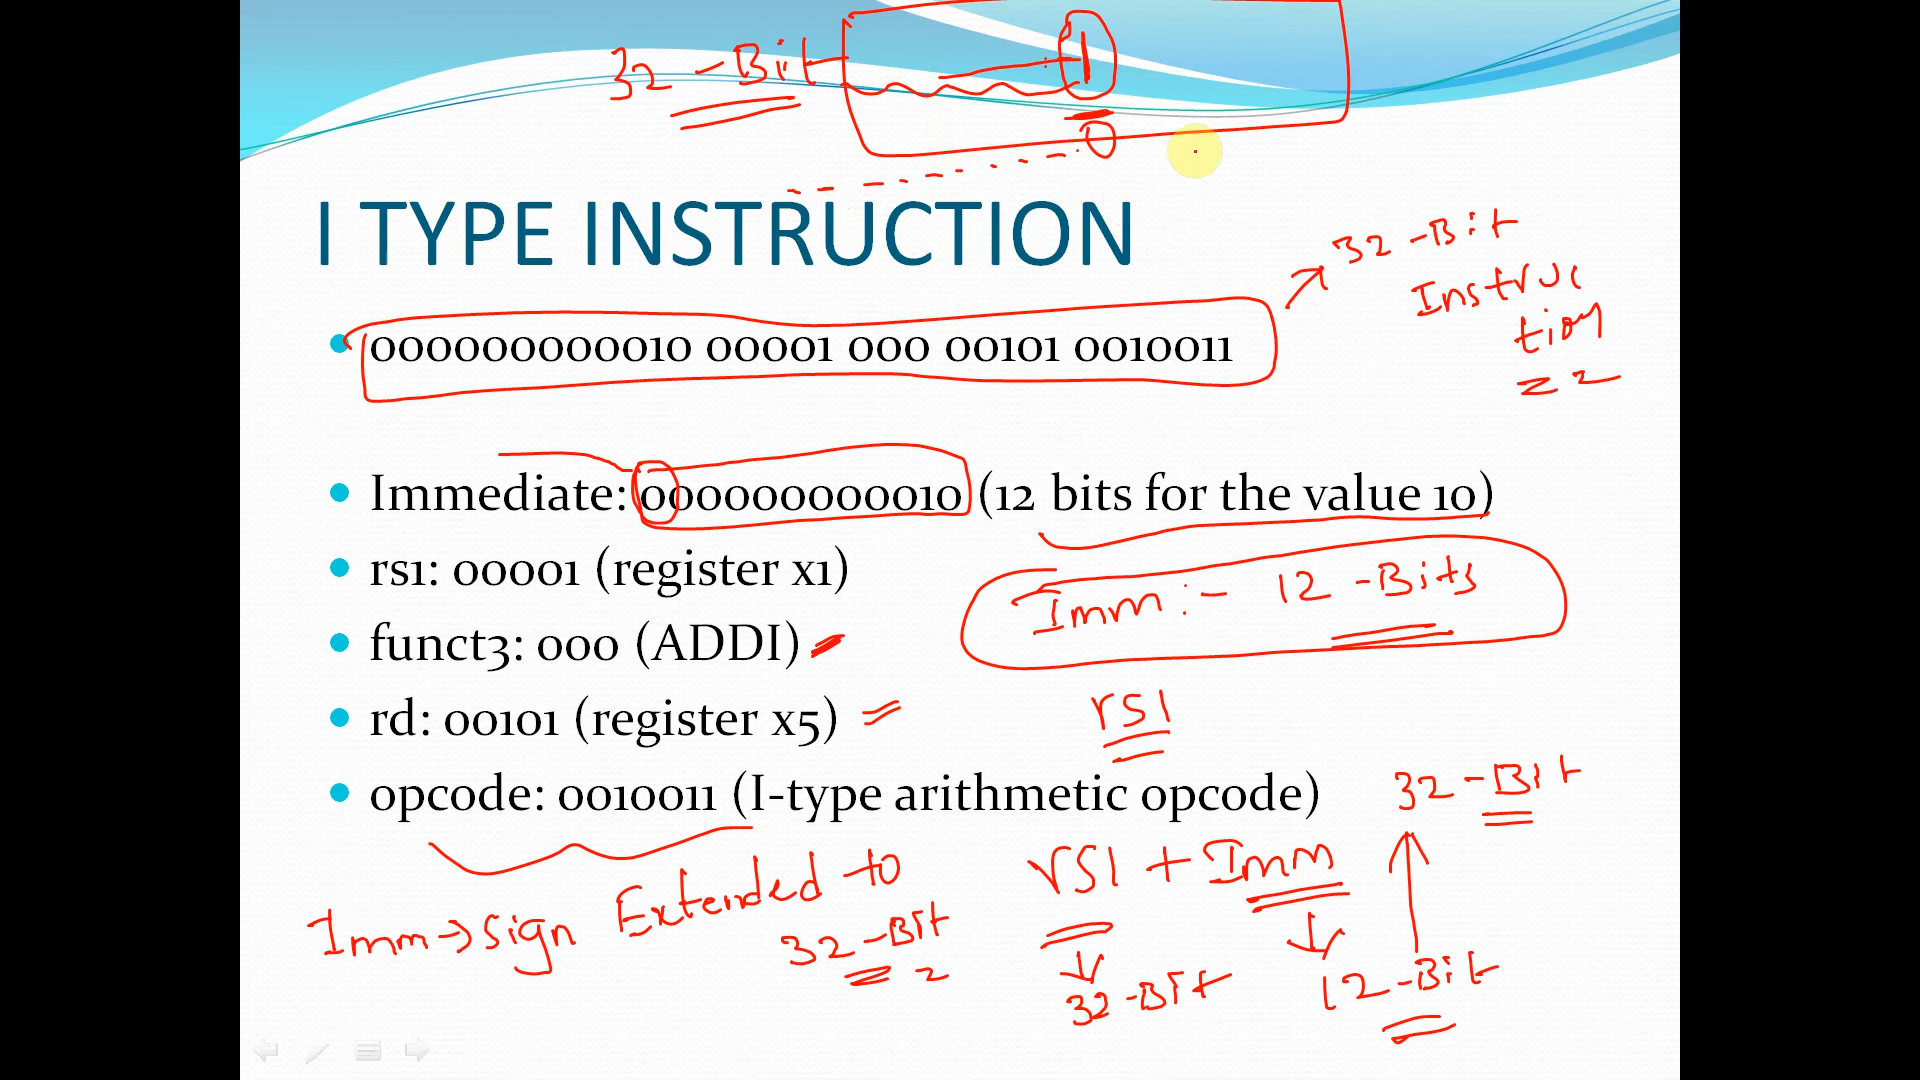 32 -Bit
1
0
I TYPE INSTRUCTION
32 -Bit
Instruc
tion
000000000010 00001 000 00101 0010011
Immediate: 000000000010 (12 bits for the value 10)
rs1: 00001 (register x1)
Imm :- 12 -Bits
funct3: 000 (ADDI)
rd: 00101 (register x5)
rs1
opcode: 0010011 (I-type arithmetic opcode)
32 -Bit
Imm → Sign Extended to
32 -Bit
rs1 + Imm
32-Bit
12-Bit